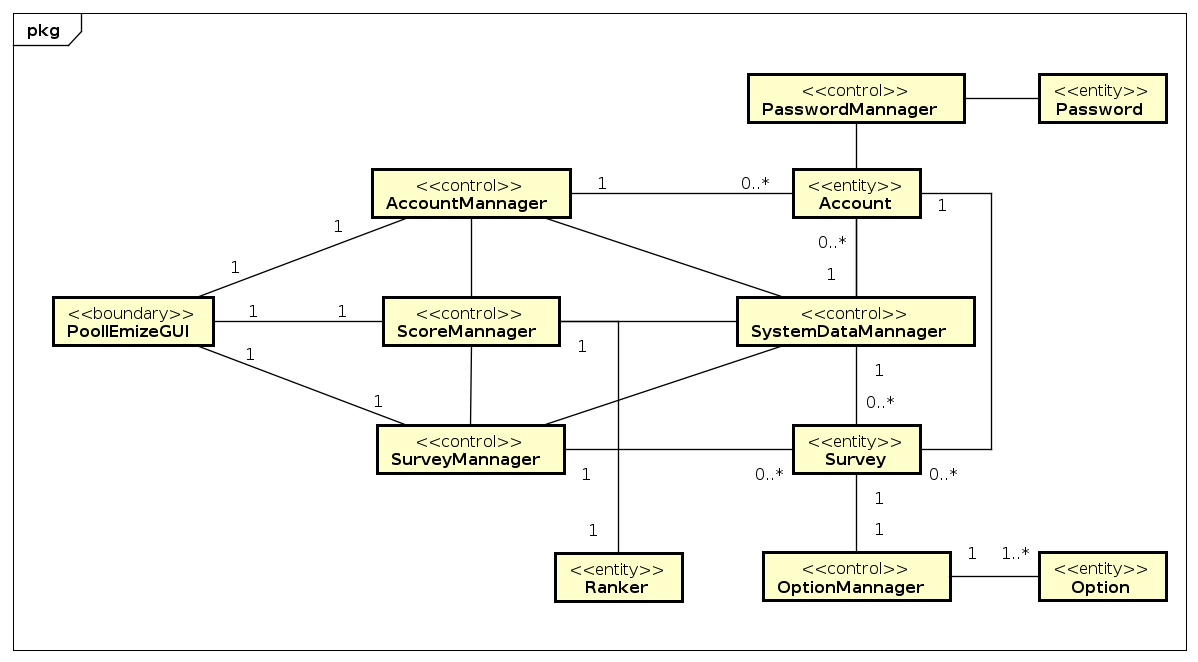 pkg
<<control>>
PasswordMannager
<<entity>>
Password
<<control>>
AccountMannager
1
0..*
<<entity>>
Account
1
1
0..*
1
1
<<boundary>>
PoollEmizeGUI
1
1
<<control>>
ScoreMannager
<<control>>
SystemDataMannager
1
1
1
1
0..*
<<control>>
SurveyMannager
<<entity>>
Survey
1
0..*
0..*
1
1
1
<<entity>>
Ranker
<<control>>
OptionMannager
1
1..*
<<entity>>
Option